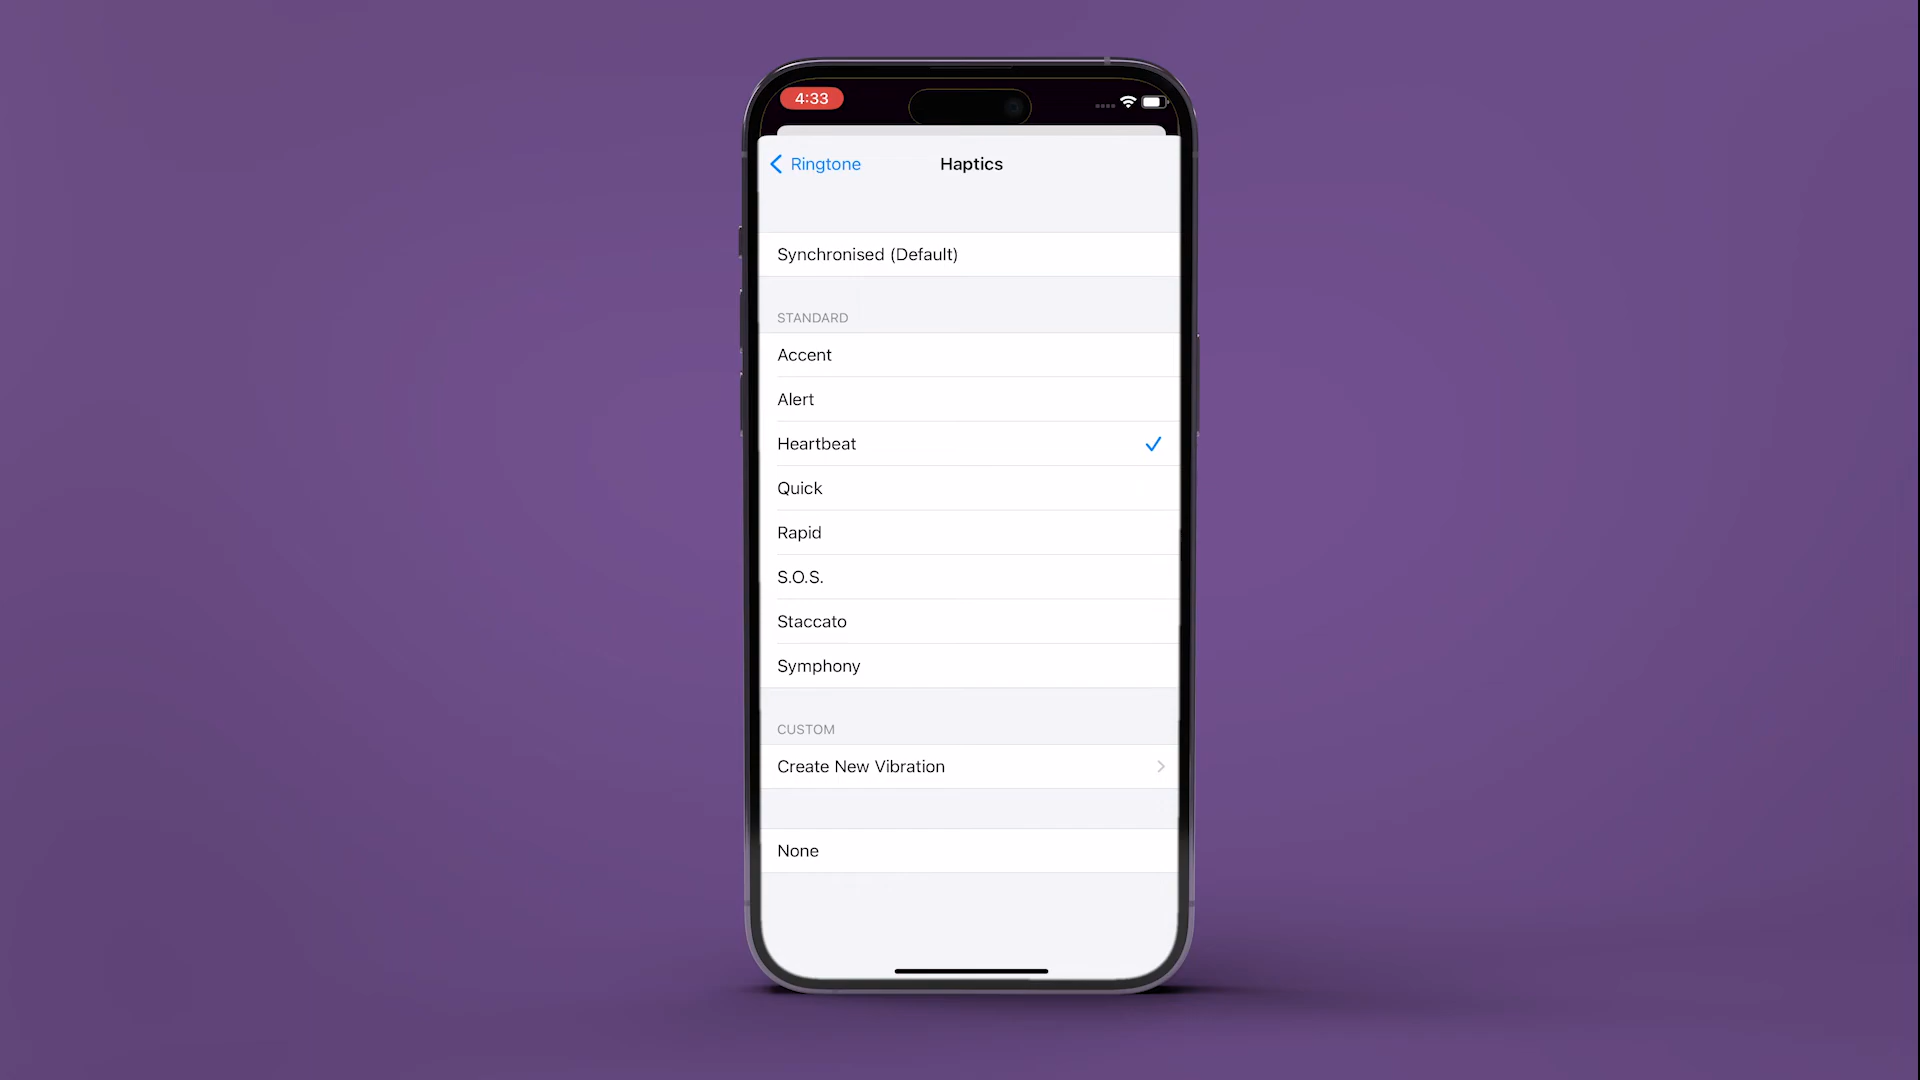 4:33
Ringtone
Haptics
Synchronised (Default)
STANDARD
Accent
Alert
Heartbeat
Quick
Rapid
S.O.S.
Staccato
Symphony
CUSTOM
Create New Vibration
None